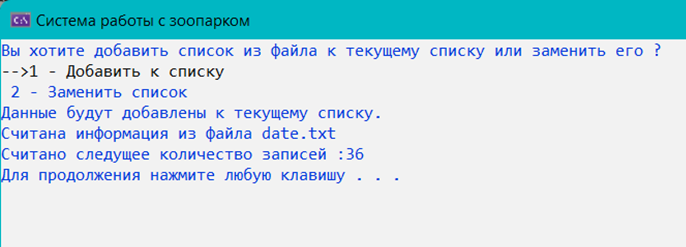 C:\ Система работы с зоопарком
Вы хотите добавить список из файла к текущему списку или заменить его ?
-->1 - Добавить к списку
2 - Заменить список
Данные будут добавлены к текущему списку.
Считана информация из файла date.txt
Считано следущее количество записей :36
Для продолжения нажмите любую клавишу . . .